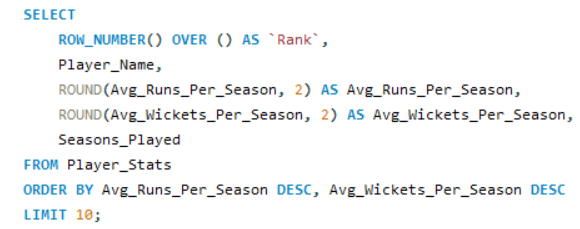 SELECT
ROW_NUMBER() OVER () AS `Rank`,
Player_Name,
ROUND(Avg_Runs_Per_Season, 2) AS Avg_Runs_Per_Season,
ROUND(Avg_Wickets_Per_Season, 2) AS Avg_Wickets_Per_Season,
Seasons_Played
FROM Player_Stats
ORDER BY Avg_Runs_Per_Season DESC, Avg_Wickets_Per_Season DESC
LIMIT 10;